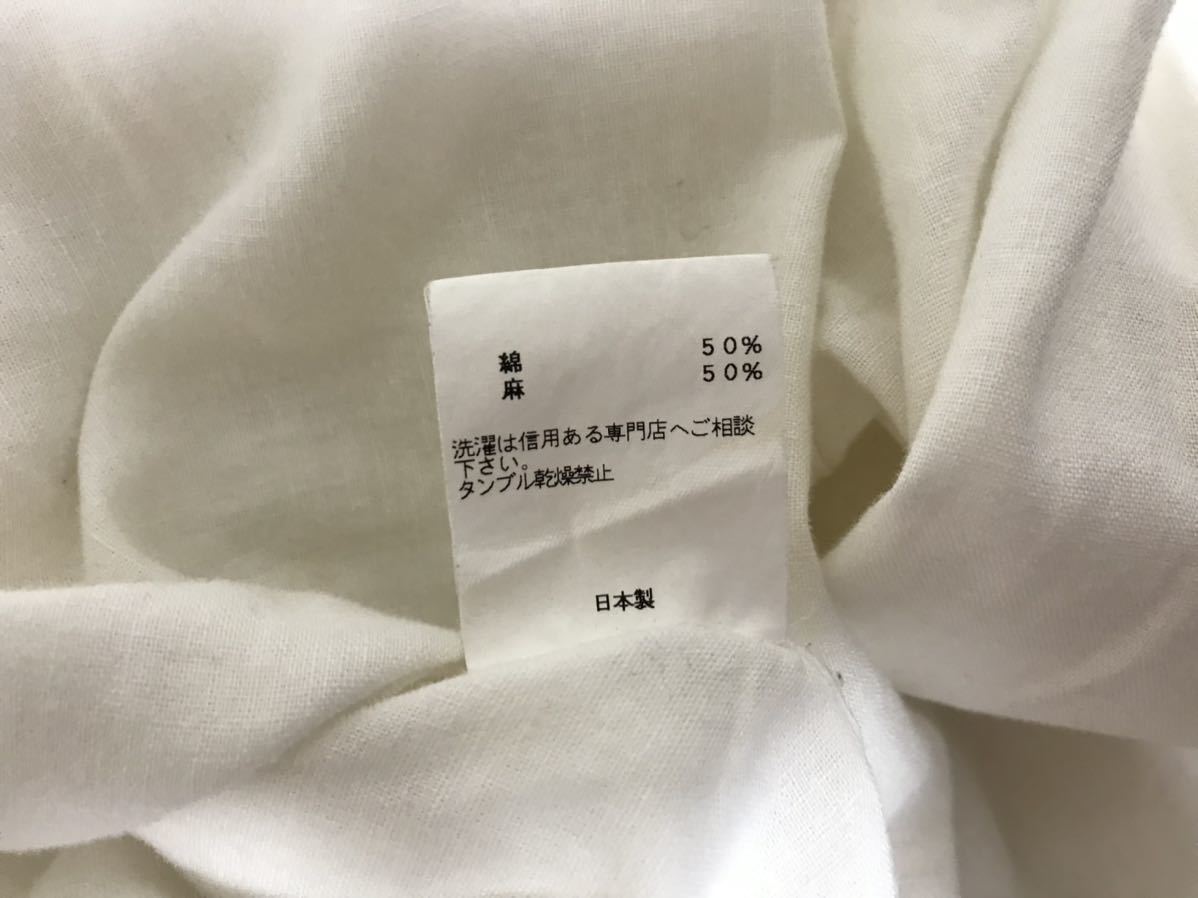 綿 50%
麻 50%
洗濯は信用ある専門店へご相談
下さい。
タンブル乾燥禁止
日本製